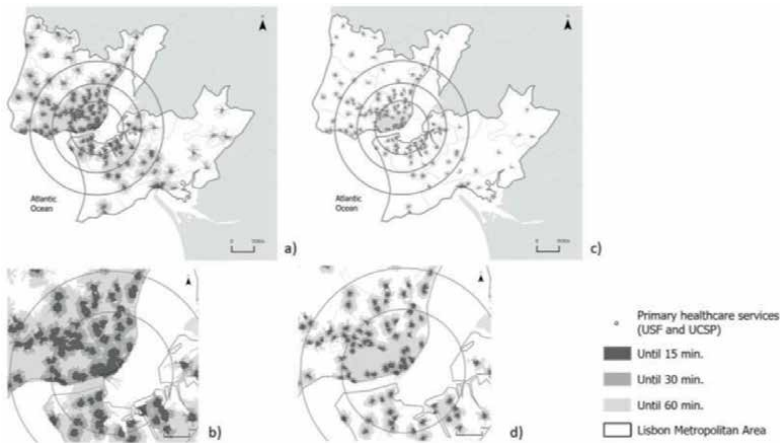 Atlantic
Ocean
a)
Atlantic
Ocean
c)
b)
d)
Primary healthcare services
(USF and UCSP)
Until 15 min.
Until 30 min.
Until 60 min.
Lisbon Metropolitan Area